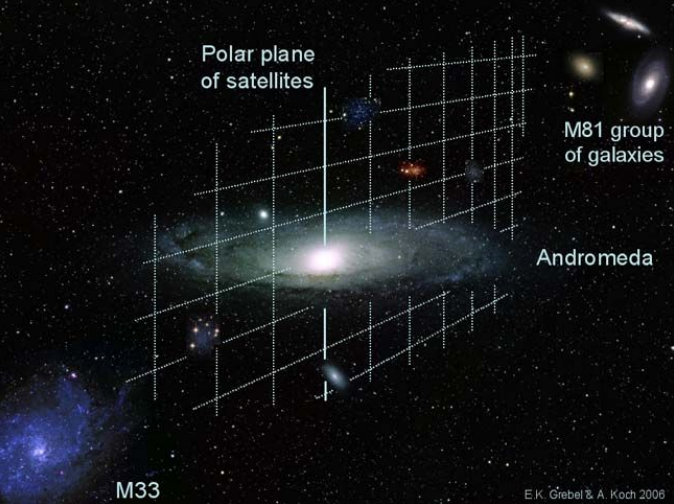 Polar plane
of satellites
M81 group
of galaxies
Andromeda
M33
E.K. Grebel & A. Koch 2006